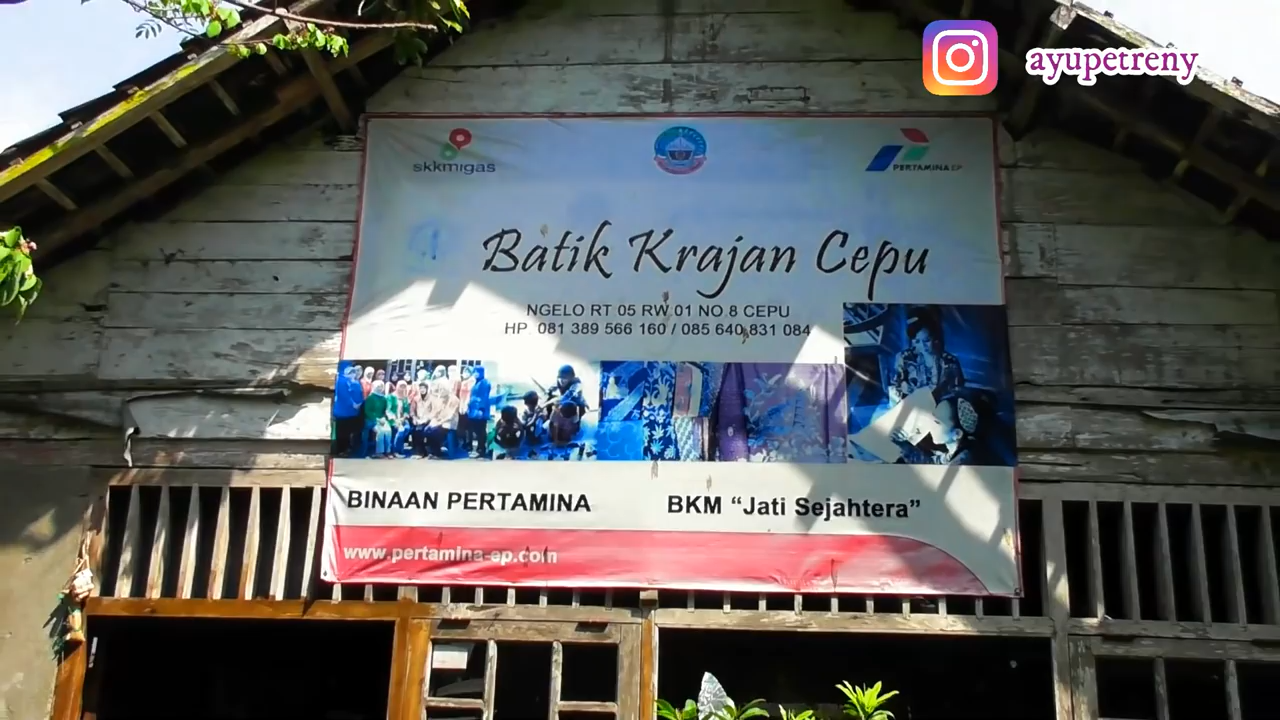 ayupetreny
skkmigas
PERTAMINA EP
Batik Krajan Cepu
NGELO RT 05 RW 01 NO 8 CEPU
HP. 081 389 566 160 / 085 640 831 084
BINAAN PERTAMINA
BKM “Jati Sejahtera”
www.pertamina-ep.com